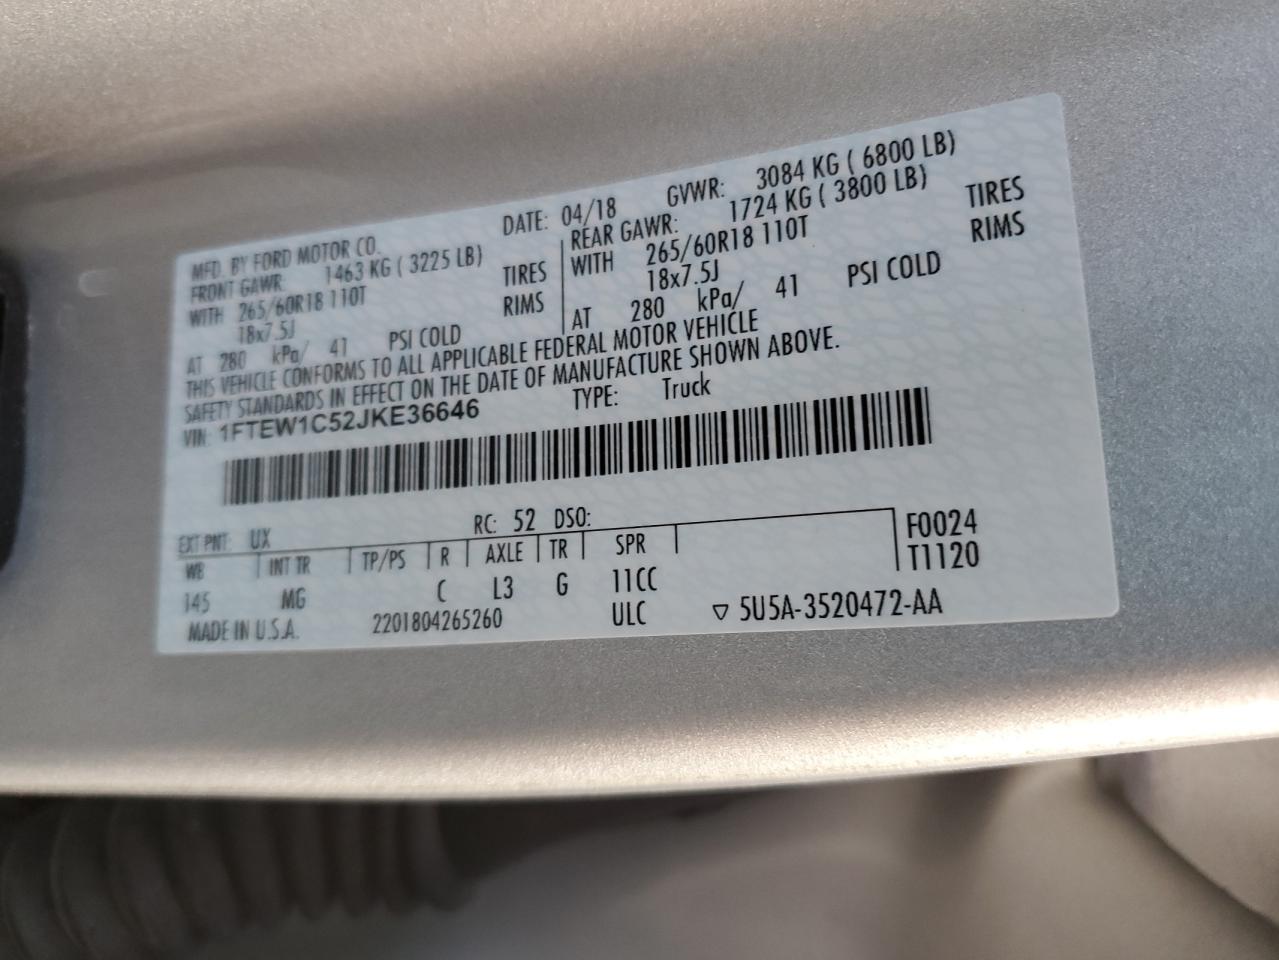 MFD. BY FORD MOTOR CO.
DATE: 04/18 GVWR: 3084 KG ( 6800 LB)
FRONT GAWR: 1463 KG ( 3225 LB)
WITH 265/60R18 110T TIRES
18x7.5J RIMS
AT 280 kPa/ 41 PSI COLD
REAR GAWR: 1724 KG ( 3800 LB)
WITH 265/60R18 110T TIRES
18x7.5J RIMS
AT 280 kPa/ 41 PSI COLD
THIS VEHICLE CONFORMS TO ALL APPLICABLE FEDERAL MOTOR VEHICLE
SAFETY STANDARDS IN EFFECT ON THE DATE OF MANUFACTURE SHOWN ABOVE.
VIN: 1FTEW1C52JKE36646 TYPE: Truck
EXT PNT: UX RC: 52 DSO:
WB INT TR TP/PS R AXLE TR SPR F0024
T1120
145 MG C L3 G 11CC
MADE IN U.S.A. 2201804265260 ULC ▽ 5U5A-3520472-AA